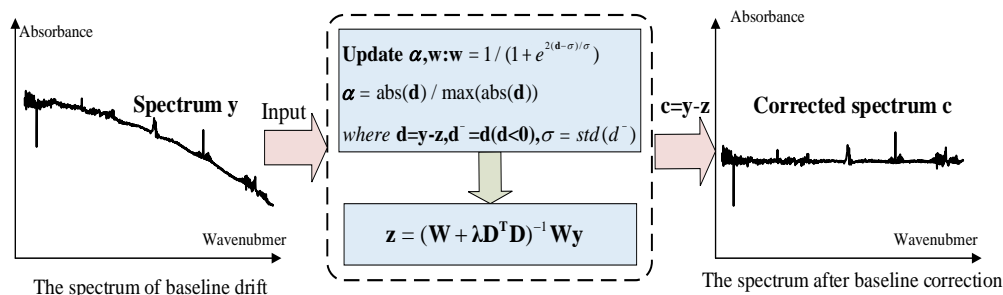 Absorbance
Spectrum y
Wavenubmer
The spectrum of baseline drift
Input
Update α,w:w = 1/(1+e^{2(d-σ)/σ})
α = abs(d) / max(abs(d))
where d=y-z,d⁻=d(d<0),σ = std(d⁻)
z = (W + λDᵀD)⁻¹ Wy
c=y-z
Absorbance
Corrected spectrum c
Wavenubmer
The spectrum after baseline correction